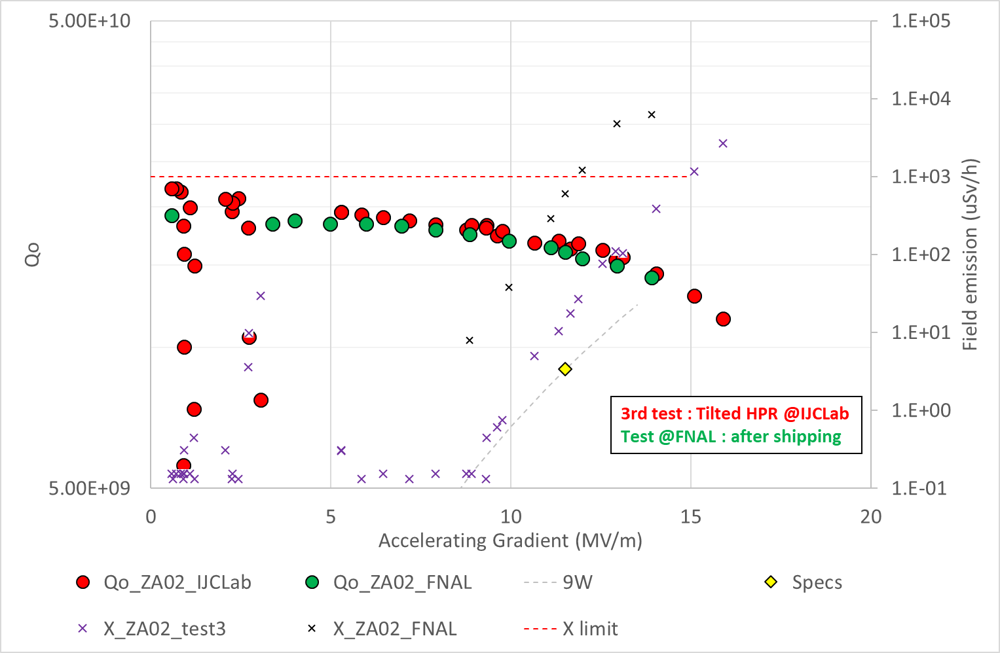 5.00E+10
5.00E+09
Qo
1.E+05
1.E+04
1.E+03
1.E+02
1.E+01
1.E+00
1.E-01
Field emission (uSv/h)
3rd test : Tilted HPR @IJCLab
Test @FNAL : after shipping
0 5 10 15 20
Accelerating Gradient (MV/m)
Qo_ZA02_IJCLab Qo_ZA02_FNAL 9W Specs
X_ZA02_test3 X_ZA02_FNAL X limit